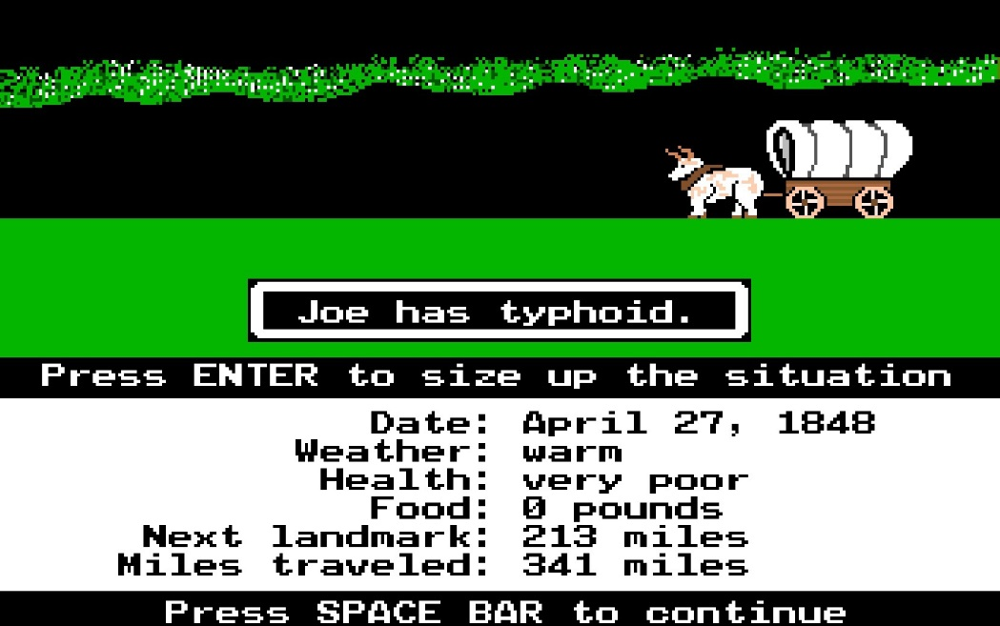 Joe has typhoid.
Press ENTER to size up the situation
Date: April 27, 1848
Weather: warm
Health: very poor
Food: 0 pounds
Next landmark: 213 miles
Miles traveled: 341 miles
Press SPACE BAR to continue